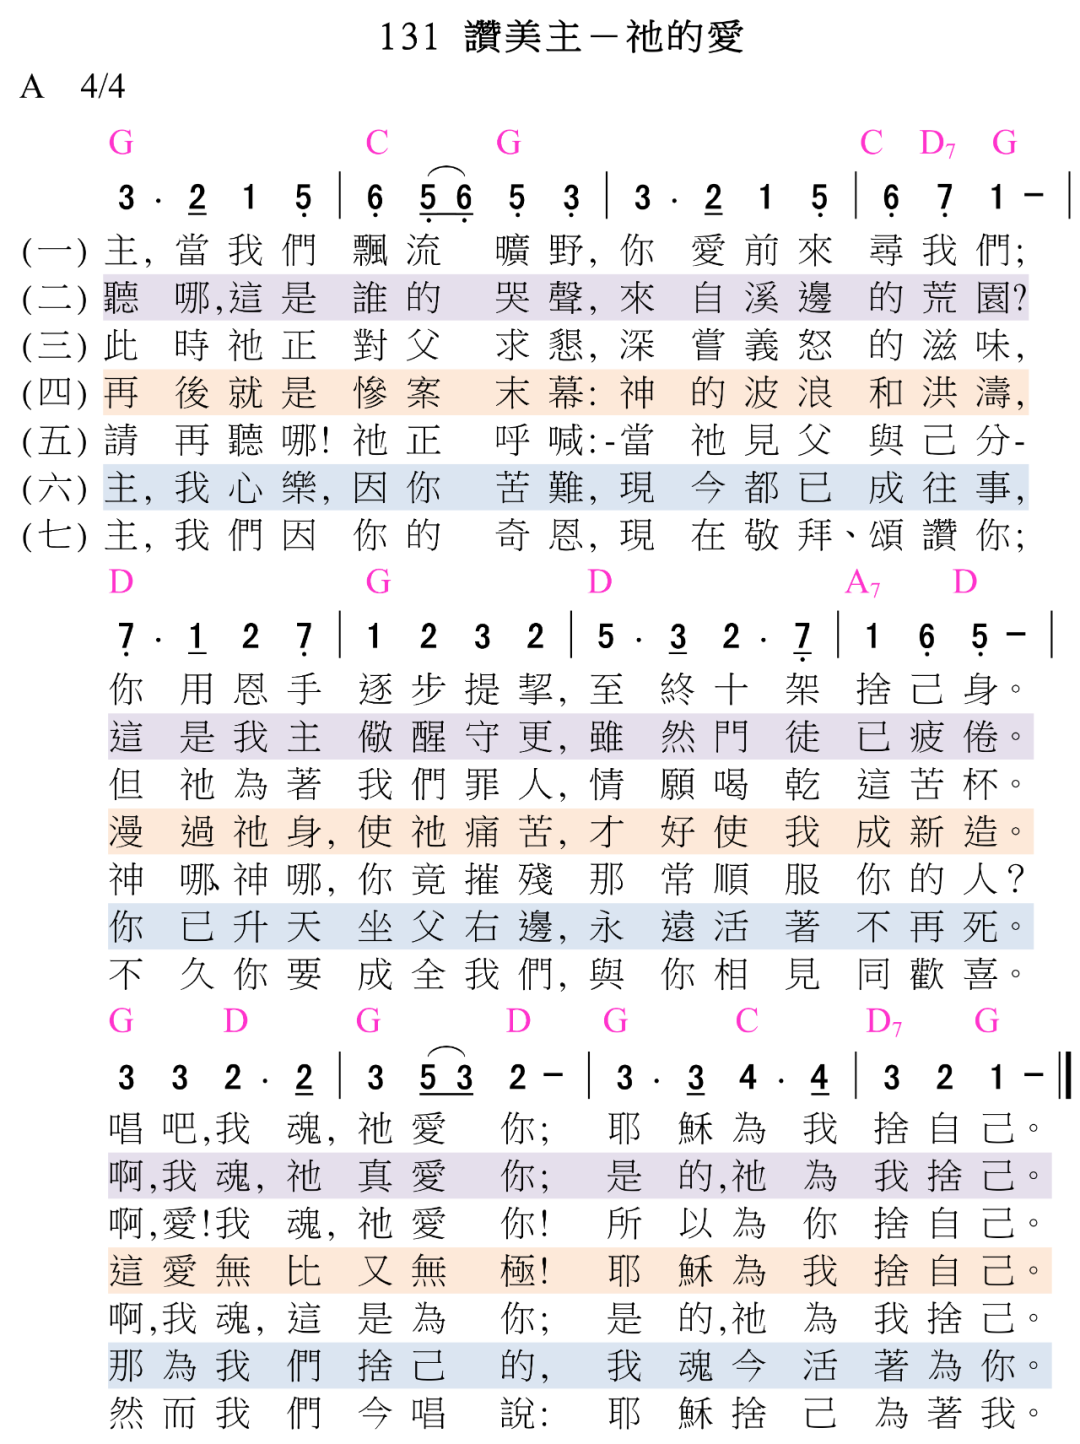 131 讚美主－祂的愛
A 4/4
G C G C D7 G
3 . 2 1 5 | 6 5 6 5 3 | 3 . 2 1 5 | 6 7 1 – |
(一) 主, 當我們飄流曠野, 你愛前來尋我們;
(二) 聽哪, 這是誰的哭聲, 來自溪邊的荒園?
(三) 此時祂正對父求懇, 深嘗義怒的滋味,
(四) 再後就是慘案末幕: 神的波浪和洪濤,
(五) 請再聽哪! 祂正呼喊:-當祂見父與己分-
(六) 主, 我心樂, 因你苦難, 現今都已成往事,
(七) 主, 我們因你的奇恩, 現在敬拜、頌讚你;
D G D A7 D
7 . 1 2 7 | 1 2 3 2 | 5 . 3 2 . 7 | 1 6 5 – |
你用恩手逐步提挈, 至終十架捨己身。
這是我主儆醒守更, 雖然門徒已疲倦。
但祂為著我們罪人, 情願喝乾這苦杯。
漫過祂身, 使祂痛苦, 才好使我成新造。
神哪、神哪, 你竟摧殘那常順服你的人?
你已升天坐父右邊, 永遠活著不再死。
不久你要成全我們, 與你相見同歡喜。
G D G D G C D7 G
3 3 2 . 2 | 3 5 3 2 – | 3 . 3 4 . 4 | 3 2 1 – ‖
唱吧, 我魂, 祂愛你; 耶穌為我捨自己。
啊, 我魂, 祂真愛你; 是的, 祂為我捨己。
啊, 愛! 我魂, 祂愛你! 所以為你捨自己。
這愛無比又無極! 耶穌為我捨自己。
啊, 我魂, 這是為你; 是的, 祂為我捨己。
那為我們捨己的, 我魂今活著為你。
然而我們今唱說: 耶穌捨己為著我。